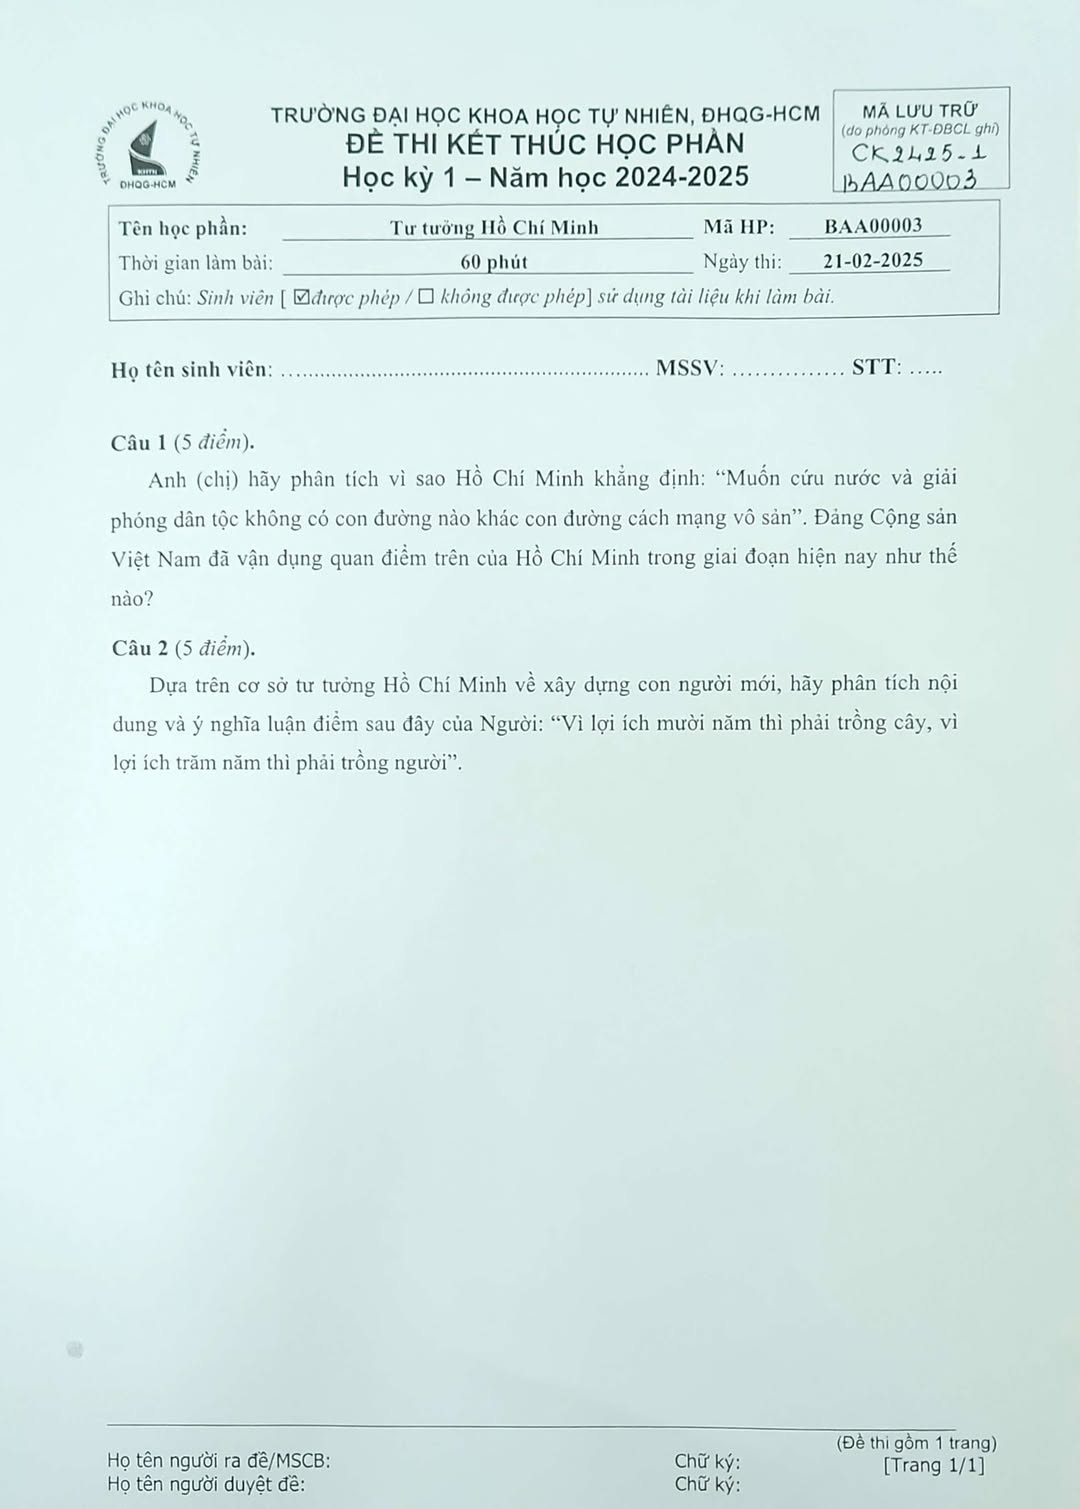 TRƯỜNG ĐẠI HỌC KHOA HỌC TỰ NHIÊN
KHTN
ĐHQG-HCM
TRƯỜNG ĐẠI HỌC KHOA HỌC TỰ NHIÊN, ĐHQG-HCM
ĐỀ THI KẾT THÚC HỌC PHẦN
Học kỳ 1 – Năm học 2024-2025
MÃ LƯU TRỮ
(do phòng KT-ĐBCL ghi)
CK2425-1
BAA00003
Tên học phần: Tư tưởng Hồ Chí Minh Mã HP: BAA00003
Thời gian làm bài: 60 phút Ngày thi: 21-02-2025
Ghi chú: Sinh viên [ ☑được phép / ☐ không được phép] sử dụng tài liệu khi làm bài.
Họ tên sinh viên: ........................................................ MSSV: ............... STT: .....
Câu 1 (5 điểm).
Anh (chị) hãy phân tích vì sao Hồ Chí Minh khẳng định: “Muốn cứu nước và giải
phóng dân tộc không có con đường nào khác con đường cách mạng vô sản”. Đảng Cộng sản
Việt Nam đã vận dụng quan điểm trên của Hồ Chí Minh trong giai đoạn hiện nay như thế
nào?
Câu 2 (5 điểm).
Dựa trên cơ sở tư tưởng Hồ Chí Minh về xây dựng con người mới, hãy phân tích nội
dung và ý nghĩa luận điểm sau đây của Người: “Vì lợi ích mười năm thì phải trồng cây, vì
lợi ích trăm năm thì phải trồng người”.
(Đề thi gồm 1 trang)
Họ tên người ra đề/MSCB: Chữ ký: [Trang 1/1]
Họ tên người duyệt đề: Chữ ký: